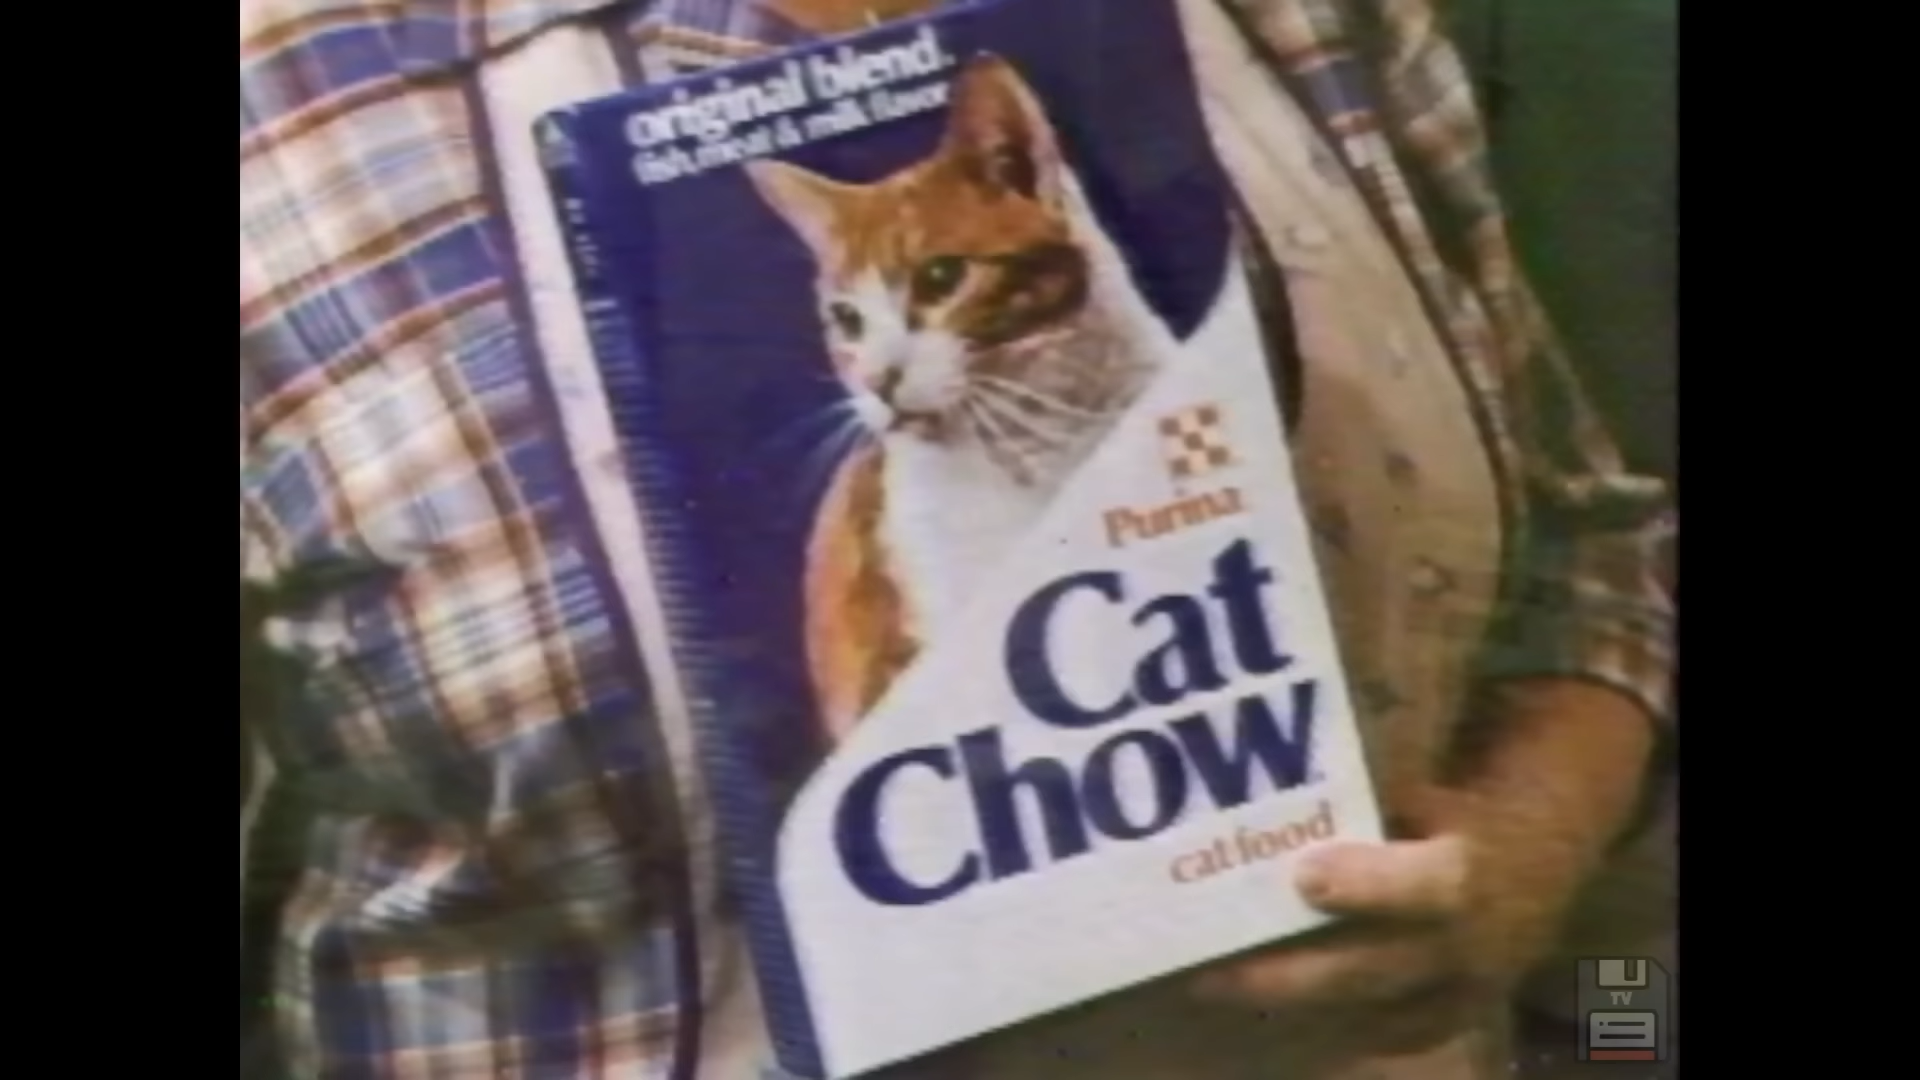 original blend.
fish, meat & milk flavor
Purina
Cat
Chow
cat food
TV